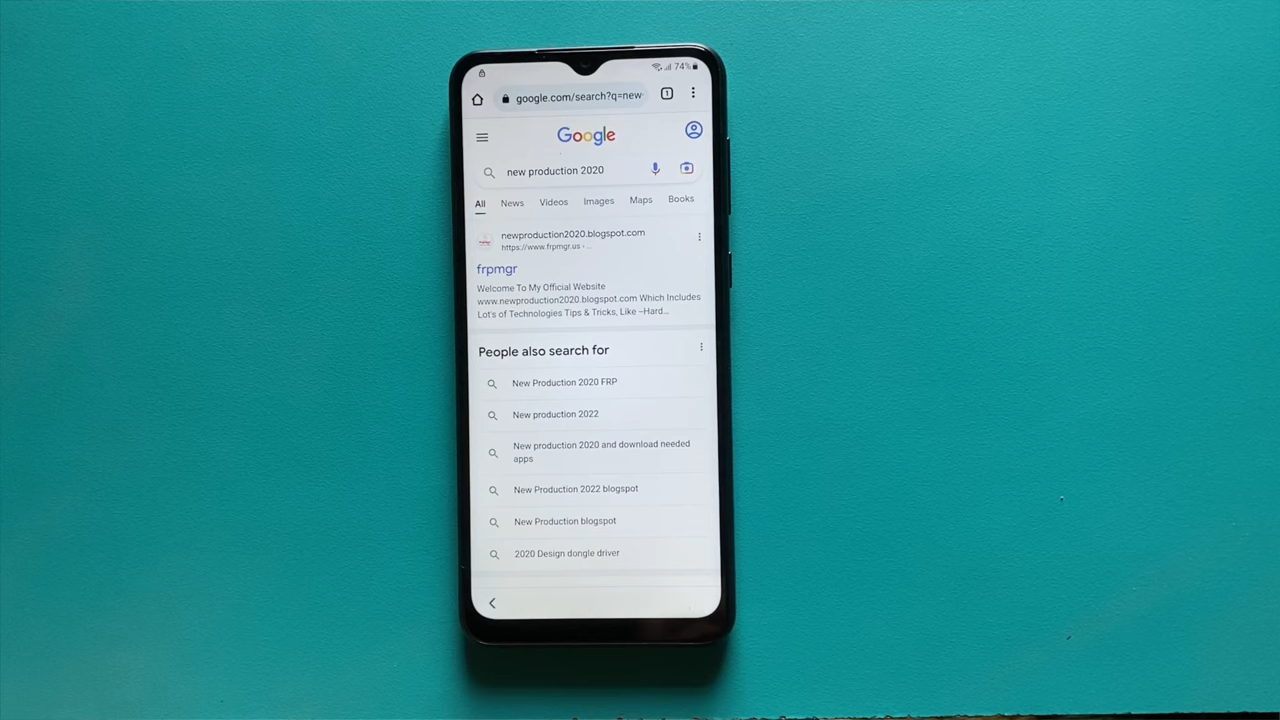 74%
google.com/search?q=new
1
Google
new production 2020
All News Videos Images Maps Books
newproduction2020.blogspot.com
https://www.frpmgr.us › ...
frpmgr
Welcome To My Official Website
www.newproduction2020.blogspot.com Which Includes
Lot's of Technologies Tips & Tricks, Like –Hard...
People also search for
New Production 2020 FRP
New production 2022
New production 2020 and download needed
apps
New Production 2022 blogspot
New Production blogspot
2020 Design dongle driver